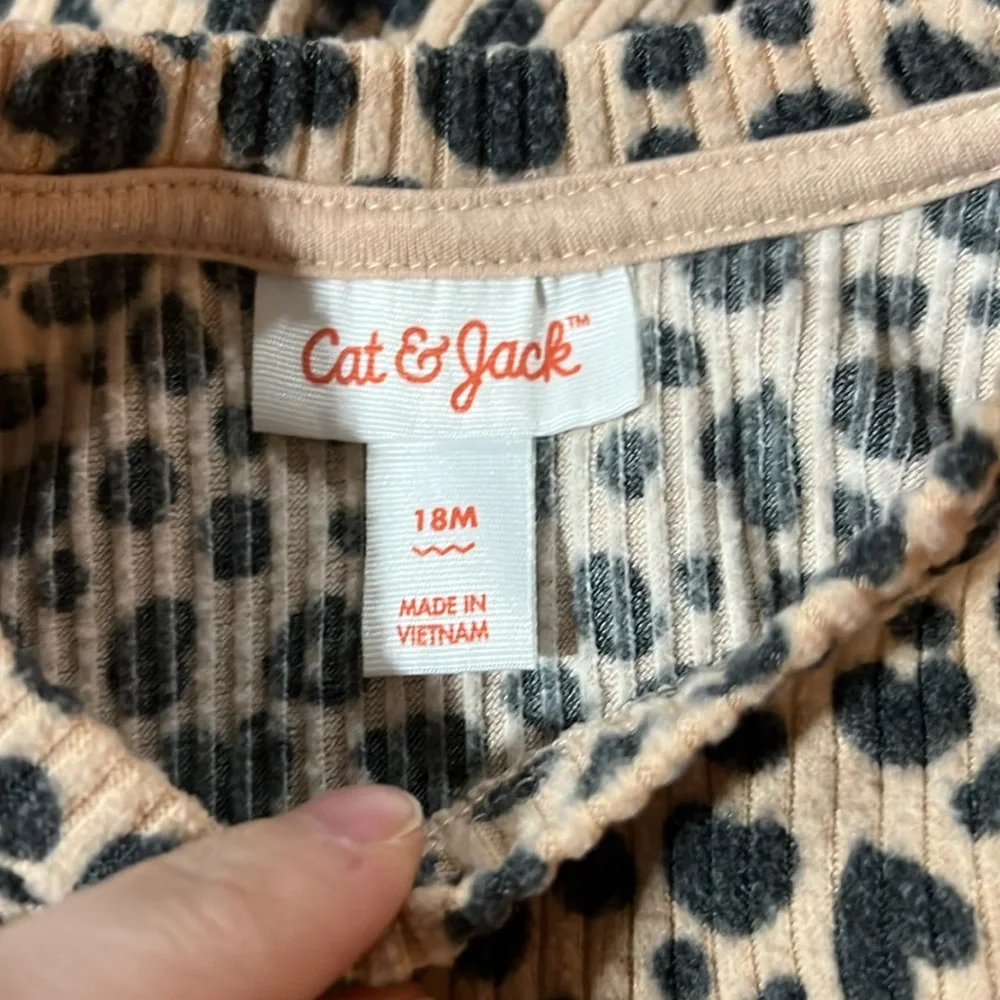 Cat & Jack™
18M
MADE IN
VIETNAM